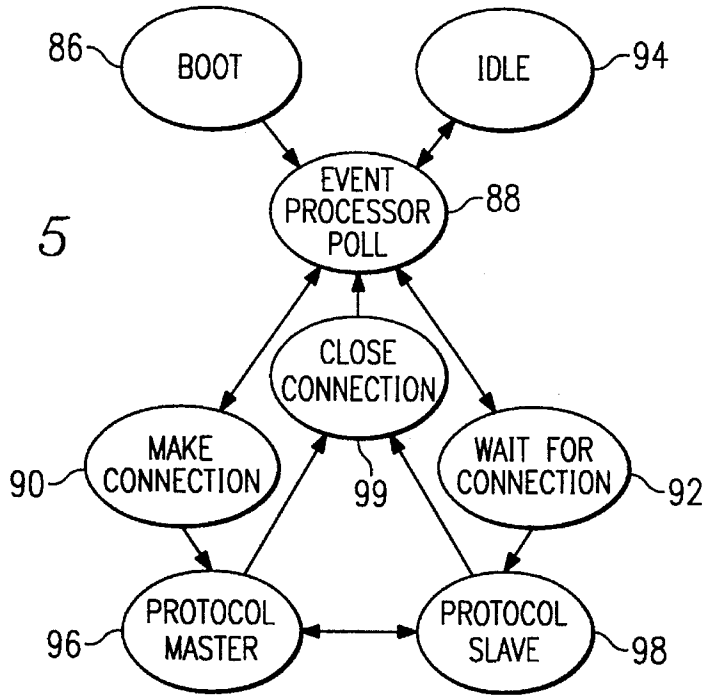 86
BOOT
IDLE
94
EVENT
PROCESSOR
POLL
88
5
CLOSE
CONNECTION
99
MAKE
CONNECTION
90
WAIT FOR
CONNECTION
92
PROTOCOL
MASTER
96
PROTOCOL
SLAVE
98